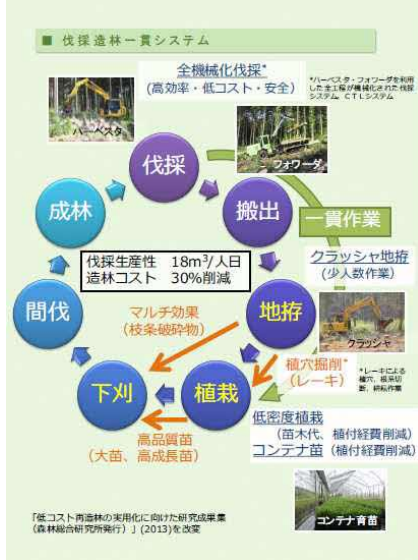 ■ 伐採造林一貫システム
全機械化伐採*
(高効率・低コスト・安全)
*ハーベスタ・フォワーダを利用
した全工程が機械化された伐採
システム、CTLシステム
ハーベスタ
フォワーダ
伐採
搬出
一貫作業
成林
伐採生産性 18m³/人日
造林コスト 30%削減
クラッシャ地拵
(少人数作業)
間伐
マルチ効果
(枝条破砕物)
地拵
クラッシャ
植穴掘削*
(レーキ)
*レーキによる
植穴、根系切
断、耕耘作業
下刈
植栽
低密度植栽
(苗木代、植付経費削減)
コンテナ苗 (植付経費削減)
高品質苗
(大苗、高成長苗)
コンテナ育苗
「低コスト再造林の実用化に向けた研究成果集
(森林総合研究所発行)」(2013)を改変